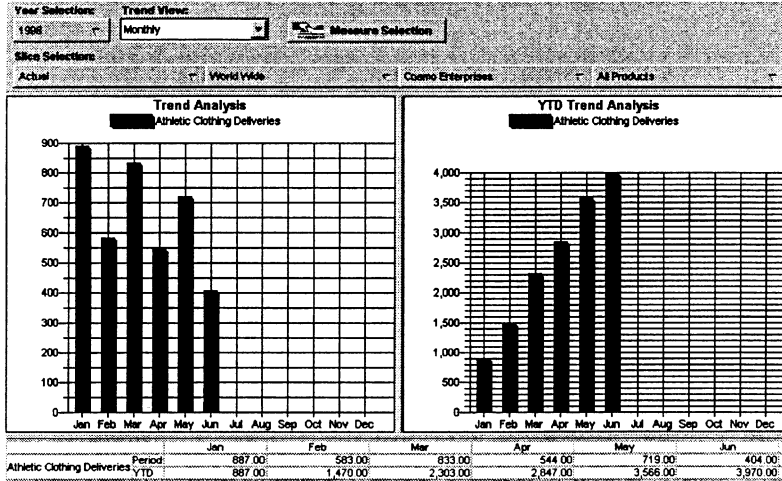 Year Selection: Trend View:
1996 Monthly Measure Selection
Slice Selection:
Actual World Wide Cosmo Enterprises All Products
Trend Analysis
Athletic Clothing Deliveries
900
800
700
600
500
400
300
200
100
0
Jan Feb Mar Apr May Jun Jul Aug Sep Oct Nov Dec
YTD Trend Analysis
Athletic Clothing Deliveries
4,000
3,500
3,000
2,500
2,000
1,500
1,000
500
0
Jan Feb Mar Apr May Jun Jul Aug Sep Oct Nov Dec
Jan Feb Mar Apr May Jun
Athletic Clothing Deliveries Period 887.00 583.00 833.00 544.00 719.00 404.00
YTD 887.00 1,470.00 2,303.00 2,847.00 3,566.00 3,970.00